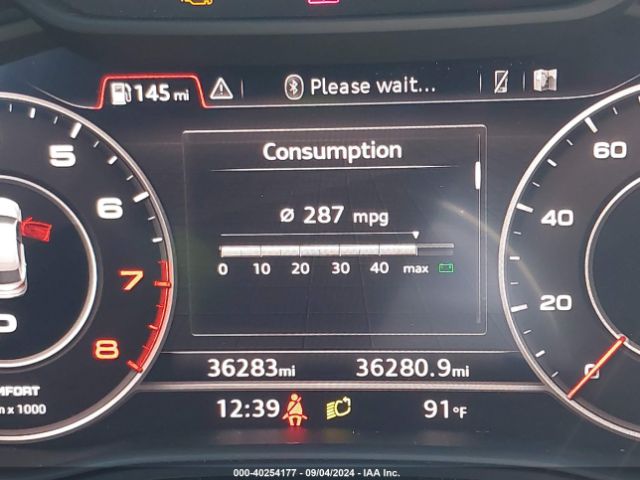 145 mi
Please wait...
Consumption
Ø 287 mpg
0 10 20 30 40 max
5
6
7
8
60
40
20
0
36283mi
36280.9mi
12:39
91°F
x 1000
000-40254177 - 09/04/2024 - IAA Inc.